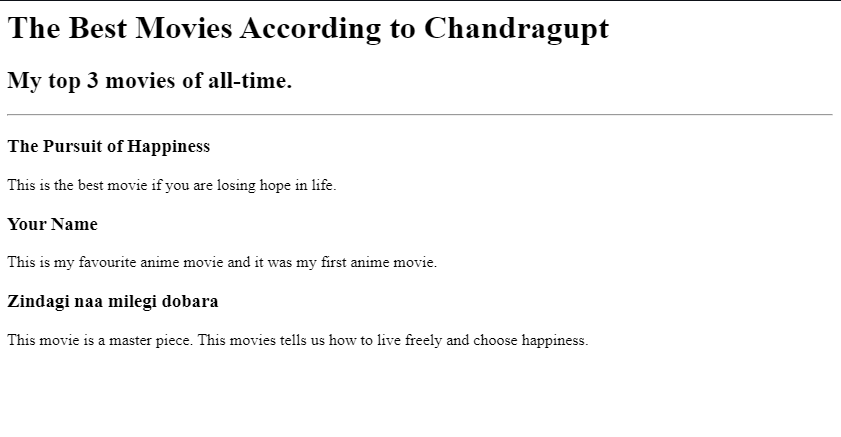 The Best Movies According to Chandragupt
My top 3 movies of all-time.
The Pursuit of Happiness
This is the best movie if you are losing hope in life.
Your Name
This is my favourite anime movie and it was my first anime movie.
Zindagi naa milegi dobara
This movie is a master piece. This movies tells us how to live freely and choose happiness.